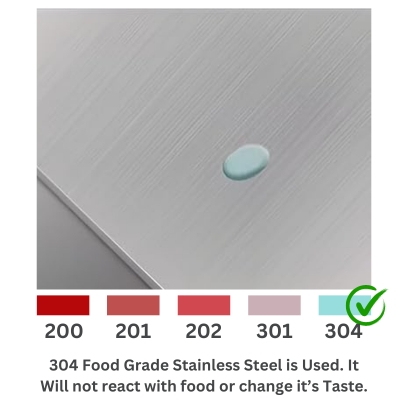 200 201 202 301 304
304 Food Grade Stainless Steel is Used. It
Will not react with food or change it's Taste.